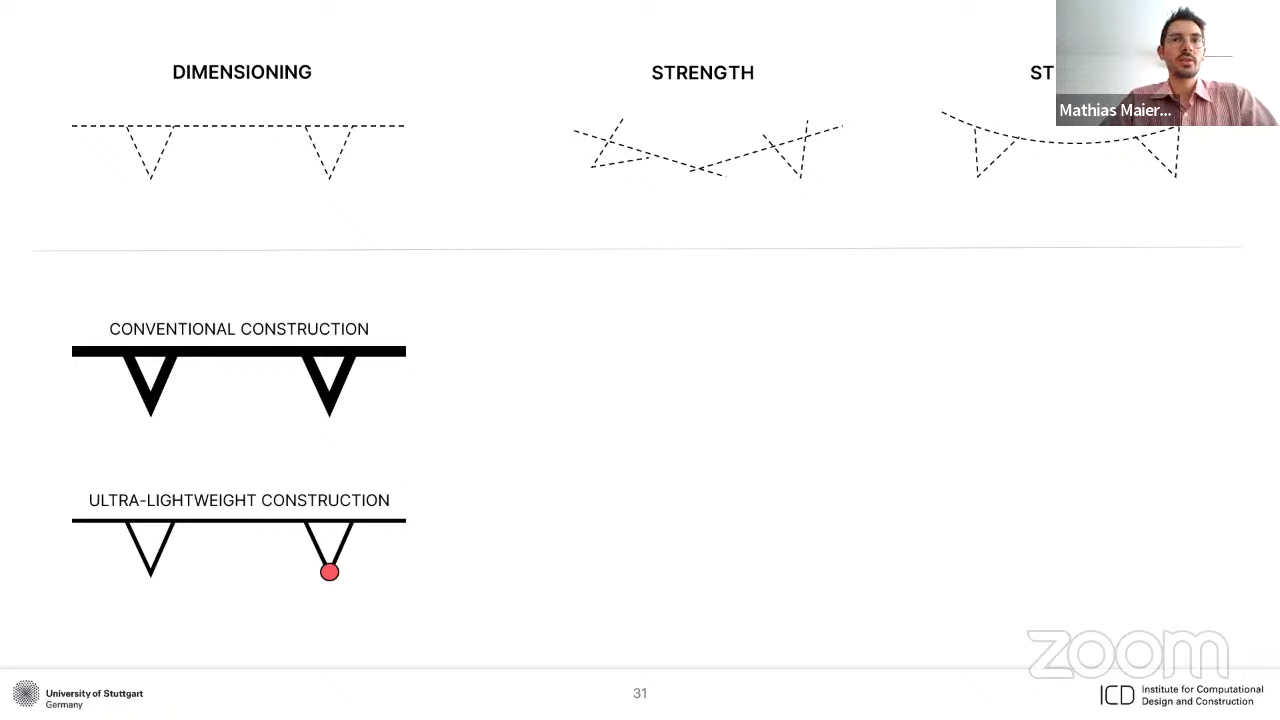 DIMENSIONING
STRENGTH
ST
Mathias Maier...
CONVENTIONAL CONSTRUCTION
ULTRA-LIGHTWEIGHT CONSTRUCTION
zoom
University of Stuttgart
Germany
31
ICD
Institute for Computational
Design and Construction